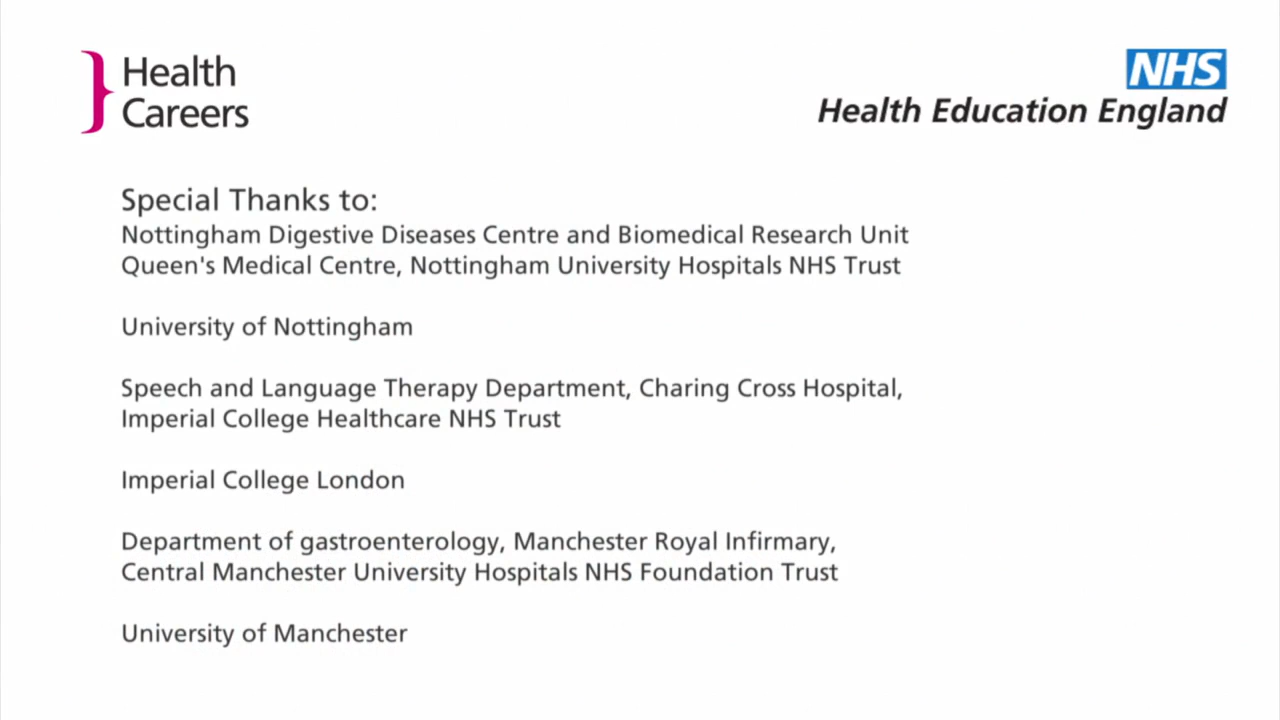 Health
Careers
NHS
Health Education England
Special Thanks to:
Nottingham Digestive Diseases Centre and Biomedical Research Unit
Queen's Medical Centre, Nottingham University Hospitals NHS Trust
University of Nottingham
Speech and Language Therapy Department, Charing Cross Hospital,
Imperial College Healthcare NHS Trust
Imperial College London
Department of gastroenterology, Manchester Royal Infirmary,
Central Manchester University Hospitals NHS Foundation Trust
University of Manchester